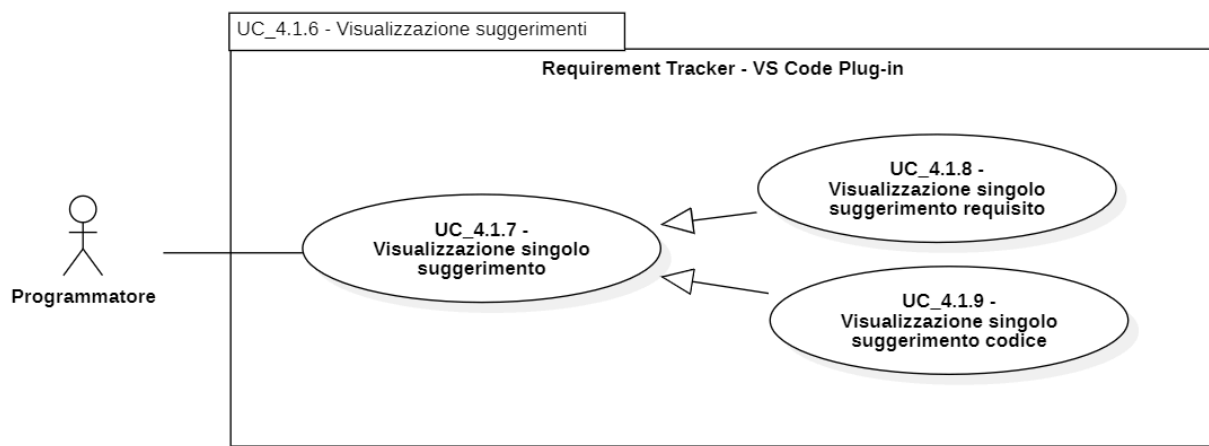 UC_4.1.6 - Visualizzazione suggerimenti
Requirement Tracker - VS Code Plug-in
UC_4.1.8 -
Visualizzazione singolo
suggerimento requisito
UC_4.1.7 -
Visualizzazione singolo
suggerimento
Programmatore
UC_4.1.9 -
Visualizzazione singolo
suggerimento codice